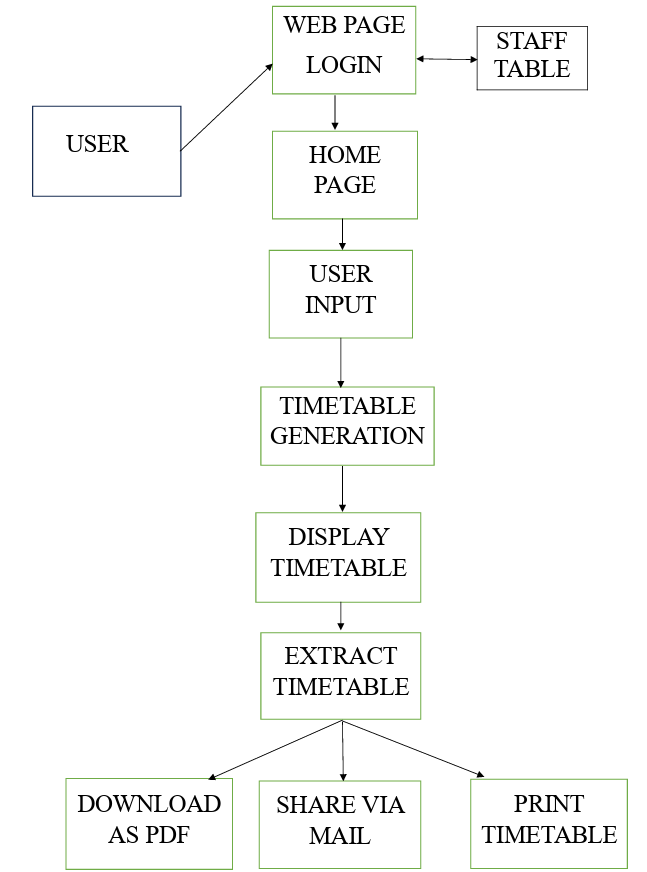 WEB PAGE
LOGIN
STAFF
TABLE
USER
HOME
PAGE
USER
INPUT
TIMETABLE
GENERATION
DISPLAY
TIMETABLE
EXTRACT
TIMETABLE
DOWNLOAD
AS PDF
SHARE VIA
MAIL
PRINT
TIMETABLE